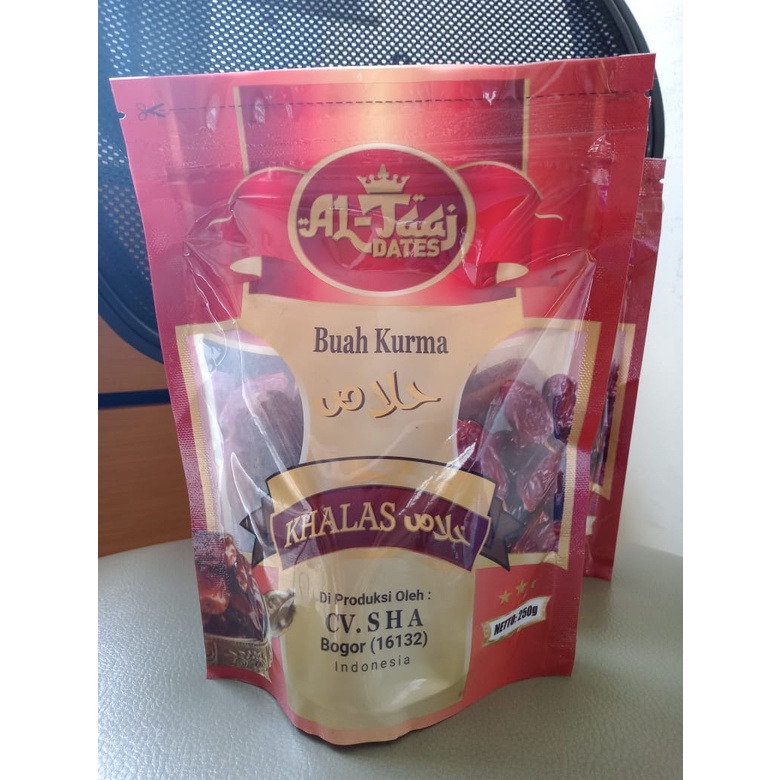 AL-Taaj
DATES
Buah Kurma
خلاص
KHALAS خلاص
Di Produksi Oleh :
CV. SHA
Bogor (16132)
Indonesia
NETTO: 250g